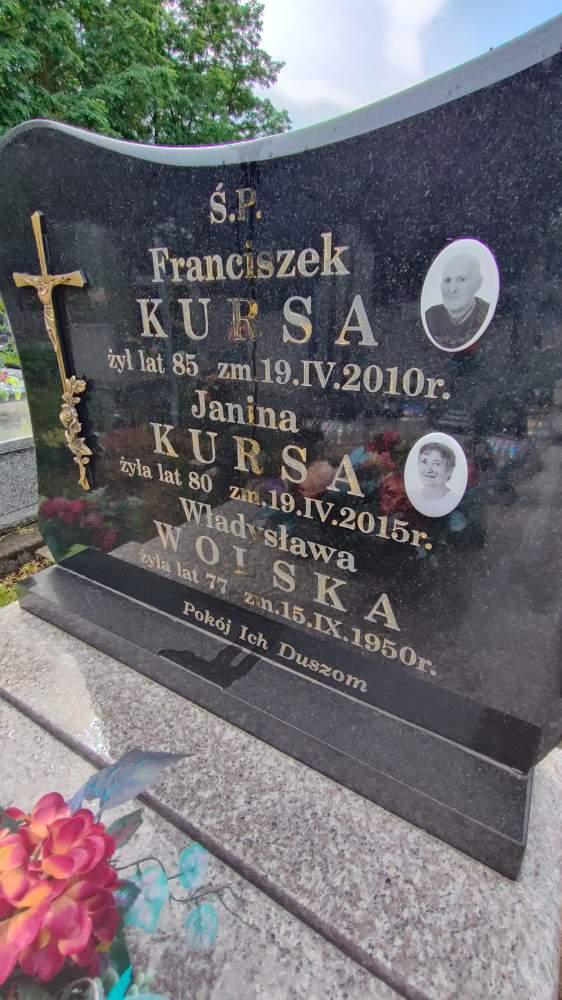 Ś.P.
Franciszek
KURSA
żył lat 85 zm.19.IV.2010r.
Janina
KURSA
żyła lat 80 zm.19.IV.2015r.
Władysława
WOLSKA
żyła lat 77 zm.15.IX.1950r.
Pokój Ich Duszom